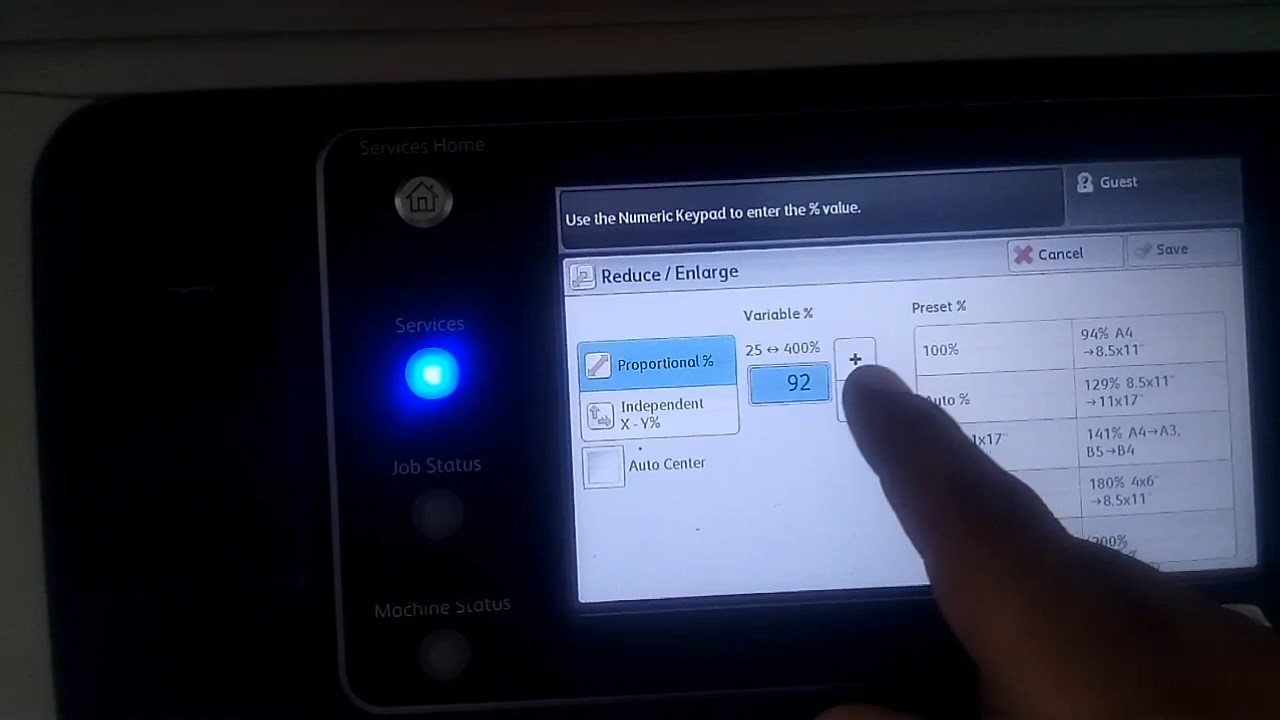 Services Home
Guest
Use the Numeric Keypad to enter the % value.
Cancel
Save
Reduce / Enlarge
Variable %
Preset %
Services
25 ↔ 400%
+
100%
94% A4
→8.5x11"
Proportional %
92
129% 8.5x11"
→11x17"
Independent
X - Y%
Auto %
1x17"
141% A4→A3,
B5→B4
Job Status
Auto Center
180% 4x6"
→8.5x11"
200%
Machine Status